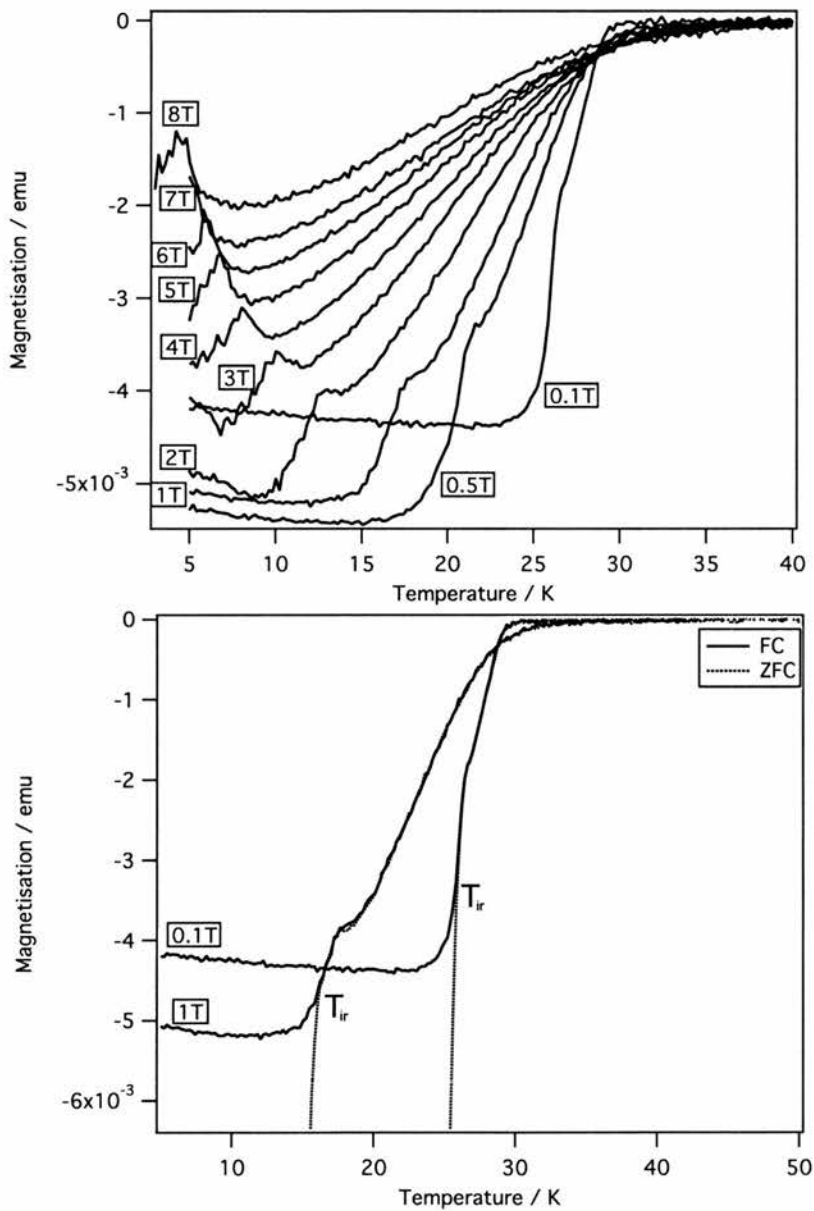 0
-1
-2
-3
-4
-5x10⁻³
Magnetisation / emu
8T
7T
6T
5T
4T
3T
2T
1T
0.1T
0.5T
5 10 15 20 25 30 35 40
Temperature / K
0
-1
-2
-3
-4
-5
-6x10⁻³
Magnetisation / emu
FC
ZFC
Tir
0.1T
Tir
1T
10 20 30 40 50
Temperature / K